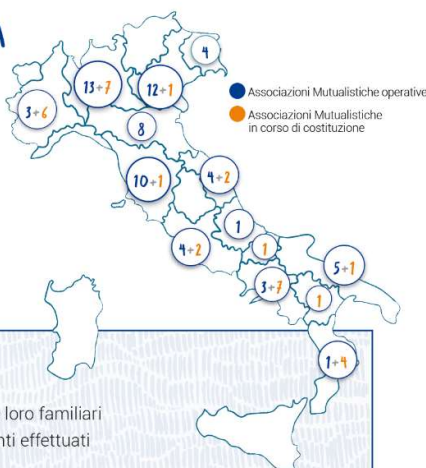 4
13+7
12+1
Associazioni Mutualistiche operative
3+6
Associazioni Mutualistiche
in corso di costituzione
8
10+1
4+2
1
4+2
1
5+1
3+7
1
1+4
loro familiari
nti effettuati